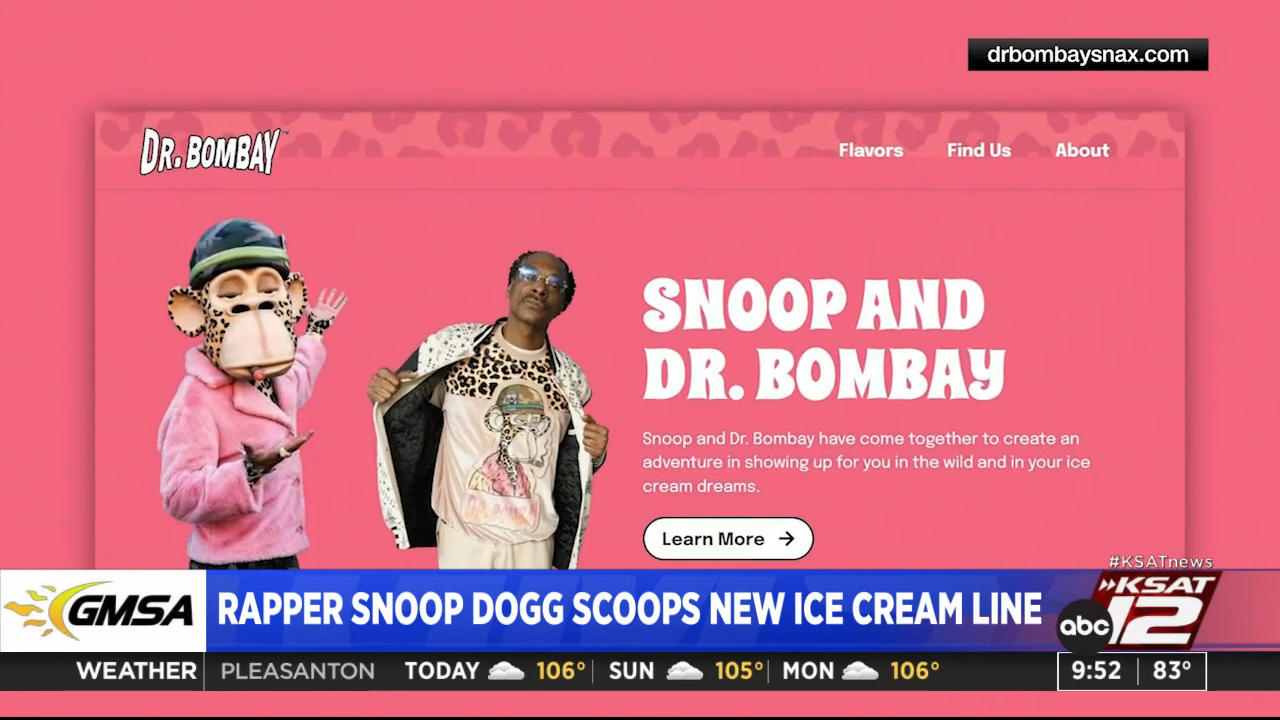 drbombaysnax.com
DR. BOMBAY
Flavors Find Us About
SNOOP AND
DR. BOMBAY
Snoop and Dr. Bombay have come together to create an
adventure in showing up for you in the wild and in your ice
cream dreams.
Learn More
#KSATnews
GMSA
RAPPER SNOOP DOGG SCOOPS NEW ICE CREAM LINE
KSAT
abc 12
WEATHER PLEASANTON TODAY 106° SUN 105° MON 106°
9:52 83°